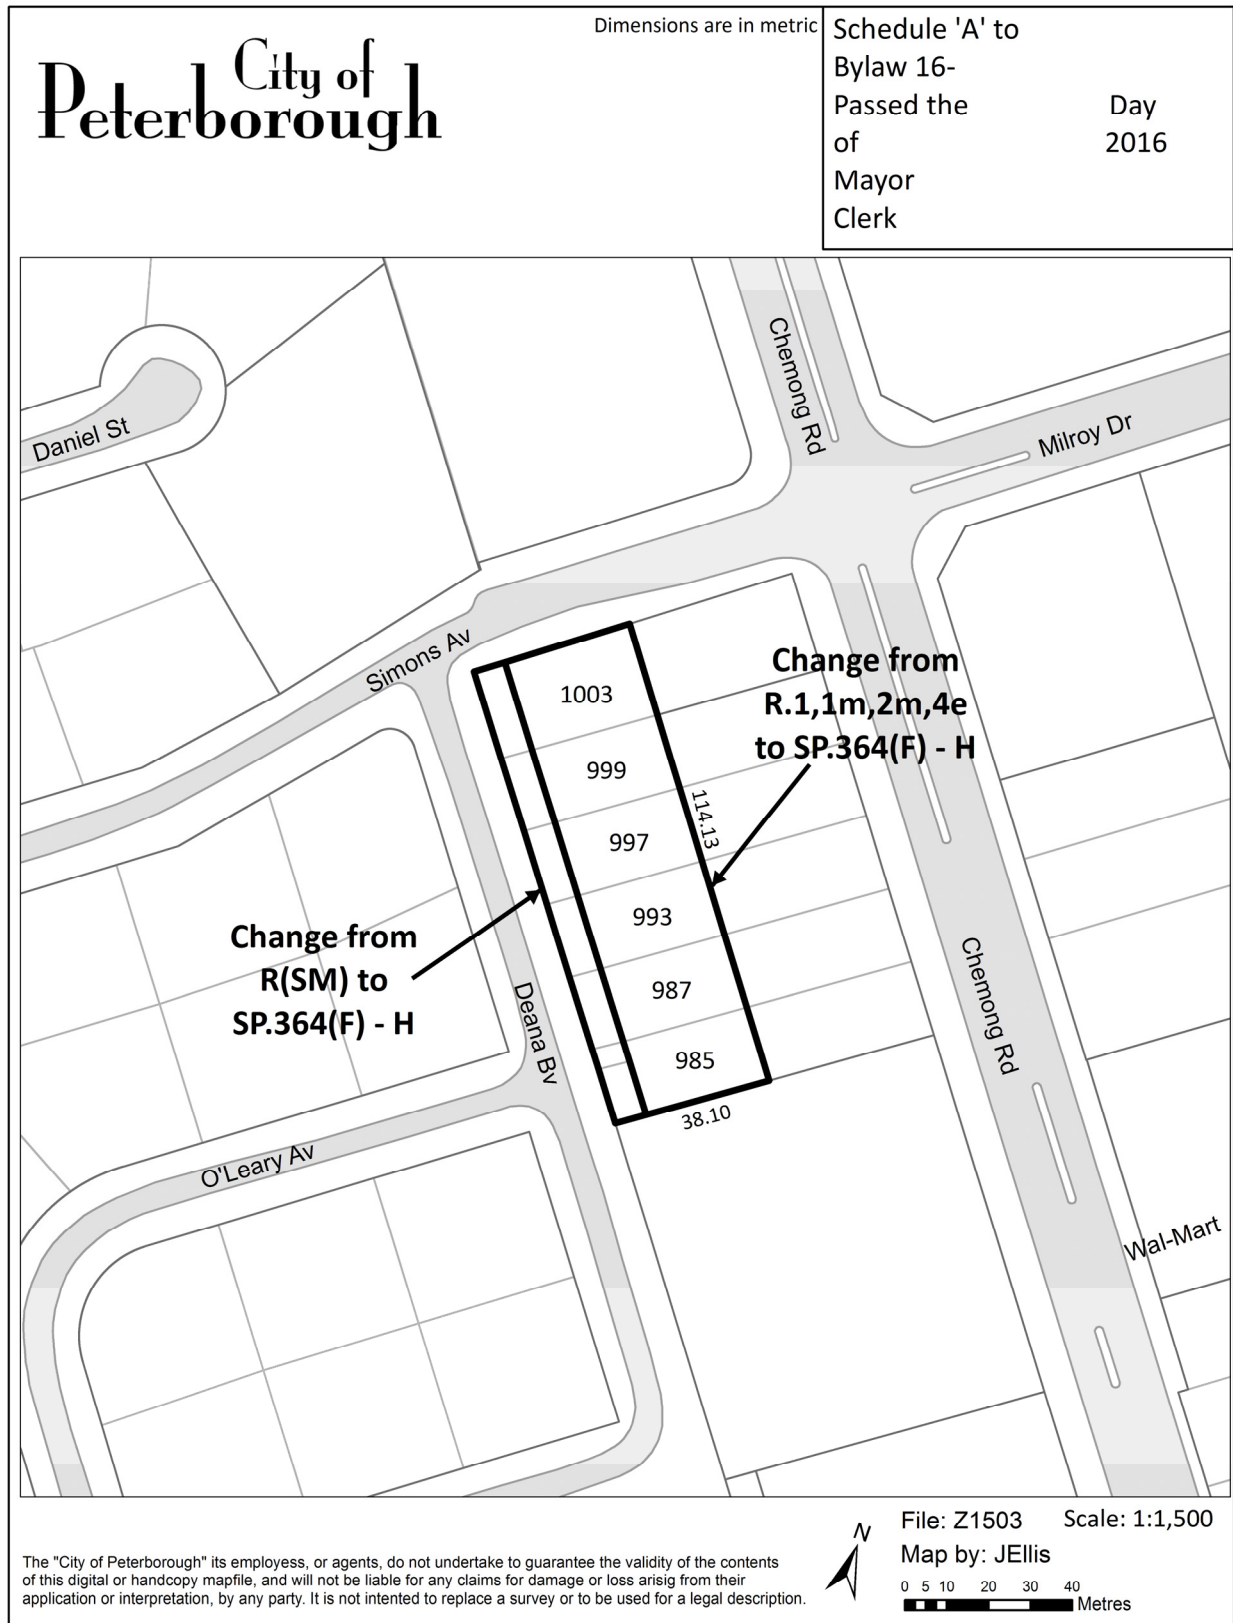 City of
Peterborough
Dimensions are in metric
Schedule 'A' to
Bylaw 16-
Passed the Day
of 2016
Mayor
Clerk
Chemong Rd
Milroy Dr
Daniel St
Simons Av
1003
999
997
993
987
985
114.13
38.10
Change from
R.1,1m,2m,4e
to SP.364(F) - H
Change from
R(SM) to
SP.364(F) - H
Deana Bv
Chemong Rd
O'Leary Av
Wal-Mart
The "City of Peterborough" its employess, or agents, do not undertake to guarantee the validity of the contents
of this digital or handcopy mapfile, and will not be liable for any claims for damage or loss arisig from their
application or interpretation, by any party. It is not intended to replace a survey or to be used for a legal description.
N
File: Z1503 Scale: 1:1,500
Map by: JEllis
0 5 10 20 30 40
Metres